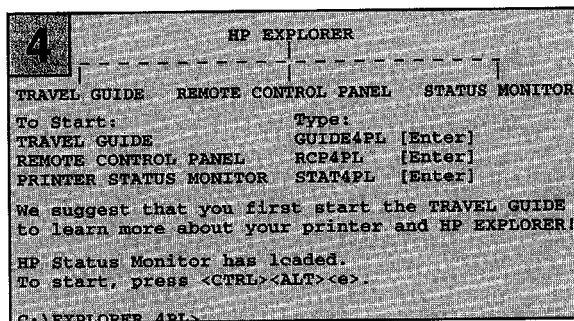 4
HP EXPLORER
TRAVEL GUIDE REMOTE CONTROL PANEL STATUS MONITOR
To Start: Type:
TRAVEL GUIDE GUIDE4PL [Enter]
REMOTE CONTROL PANEL RCP4PL [Enter]
PRINTER STATUS MONITOR STAT4PL [Enter]
We suggest that you first start the TRAVEL GUIDE
to learn more about your printer and HP EXPLORER!
HP Status Monitor has loaded.
To start, press <CTRL><ALT><e>.
C:\EXPLORER.4PL>